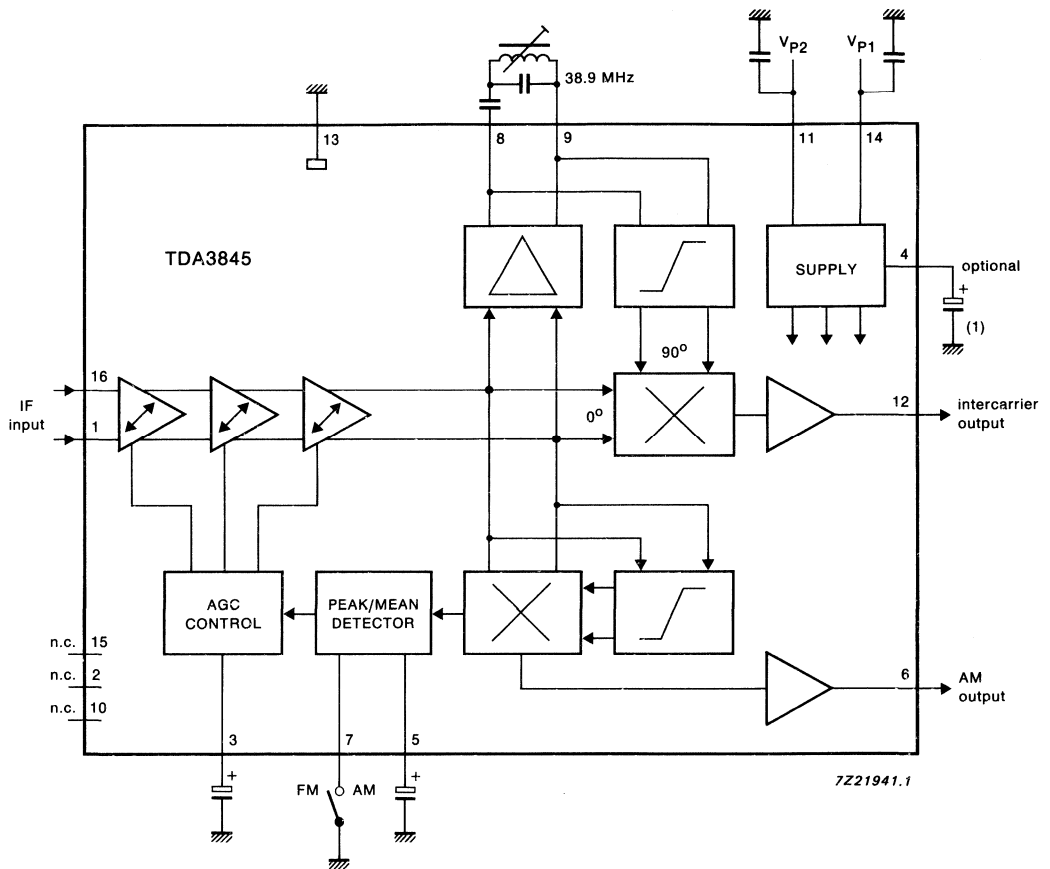 V P2
V P1
38.9 MHz
13
8
9
11
14
TDA3845
SUPPLY
4
optional
+
(1)
90°
16
IF
input
1
0°
12
intercarrier
output
AGC
CONTROL
PEAK/MEAN
DETECTOR
n.c. 15
n.c. 2
n.c. 10
6
AM
output
3
7
5
+
FM
AM
+
7Z21941.1